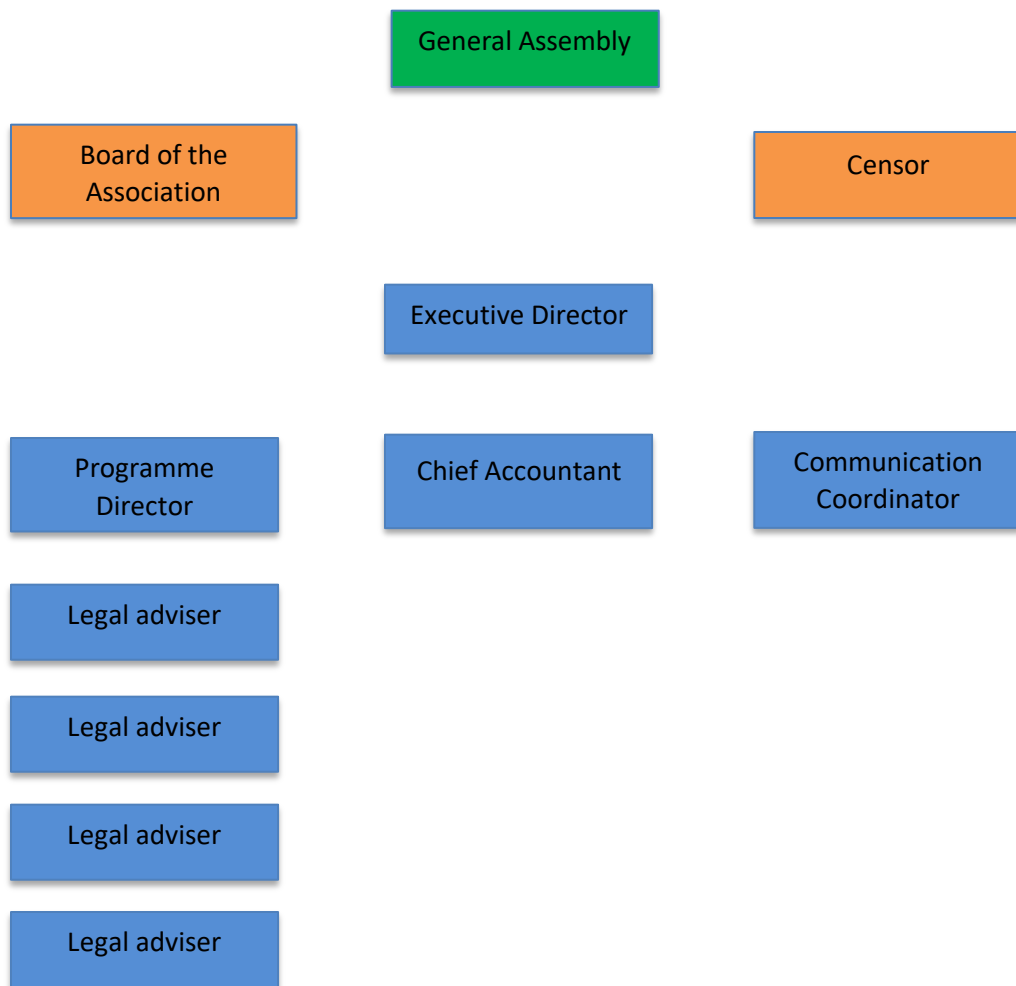 General Assembly
Board of the
Association
Censor
Executive Director
Programme
Director
Chief Accountant
Communication
Coordinator
Legal adviser
Legal adviser
Legal adviser
Legal adviser